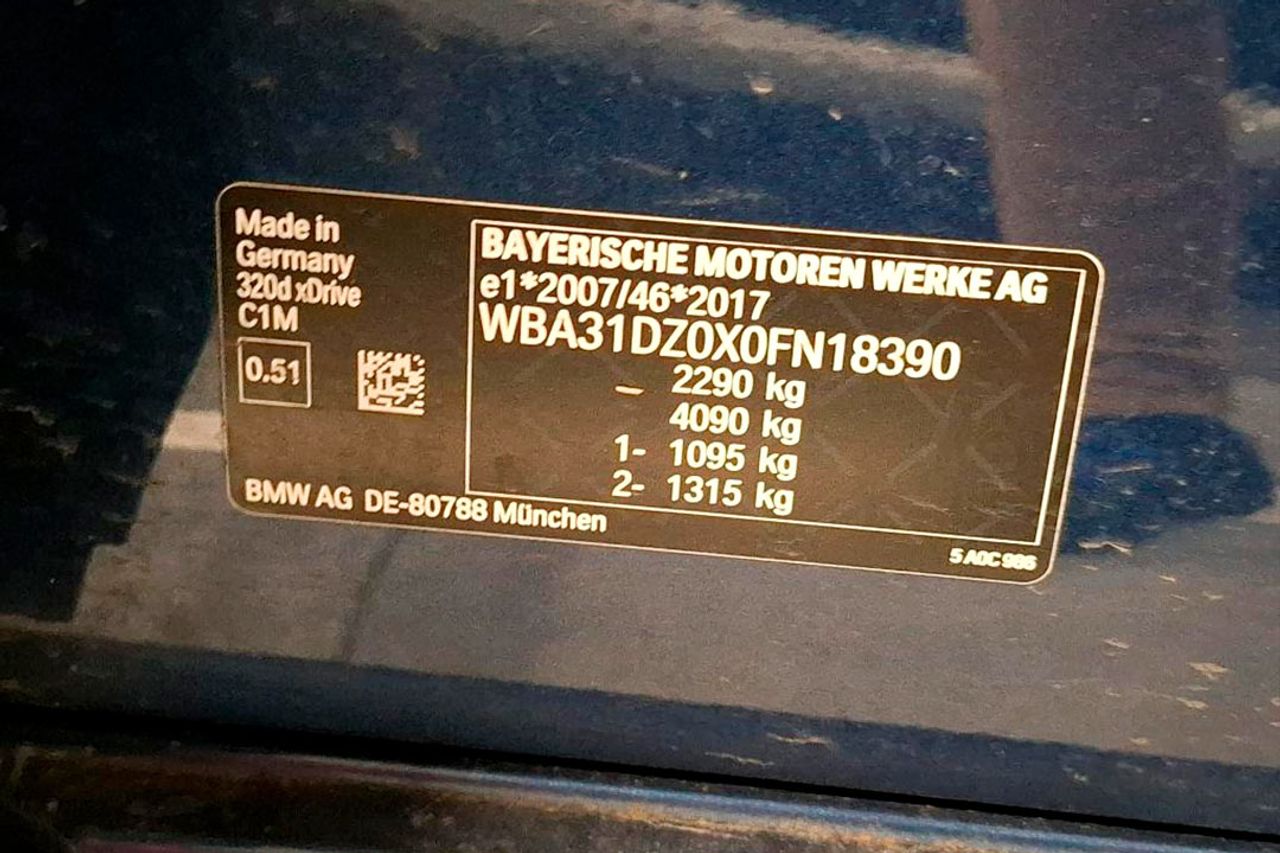 Made in
Germany
320d xDrive
C1M
0.51
BAYERISCHE MOTOREN WERKE AG
e1*2007/46*2017
WBA31DZ0X0FN18390
- 2290 kg
4090 kg
1- 1095 kg
2- 1315 kg
BMW AG DE-80788 München
5 A0C 986